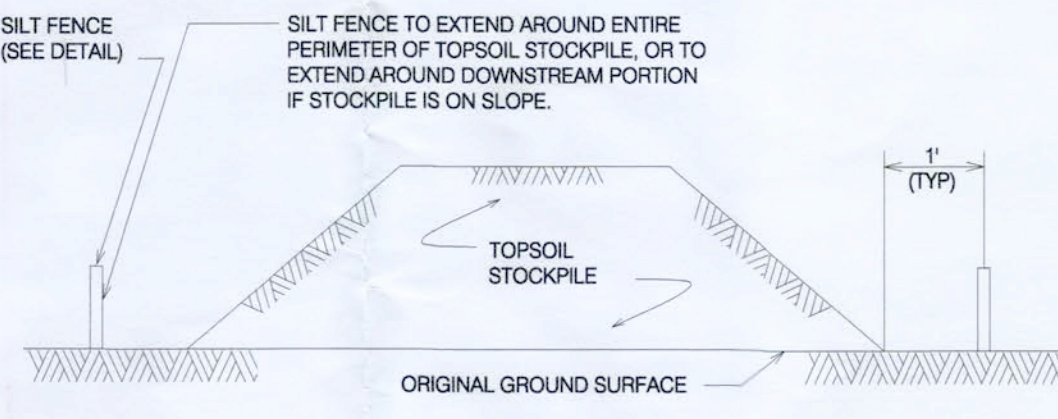 SILT FENCE
(SEE DETAIL)
SILT FENCE TO EXTEND AROUND ENTIRE
PERIMETER OF TOPSOIL STOCKPILE, OR TO
EXTEND AROUND DOWNSTREAM PORTION
IF STOCKPILE IS ON SLOPE.
1'
(TYP)
TOPSOIL
STOCKPILE
ORIGINAL GROUND SURFACE